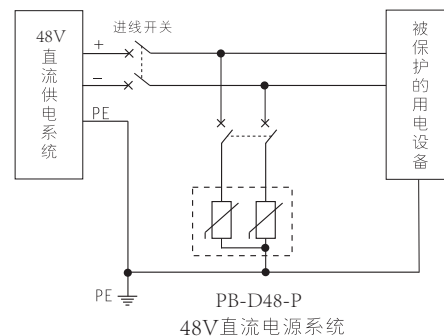 进线开关
48V
直流供电系统
+
−
PE
被保护的用电设备
PE
PB-D48-P
48V直流电源系统